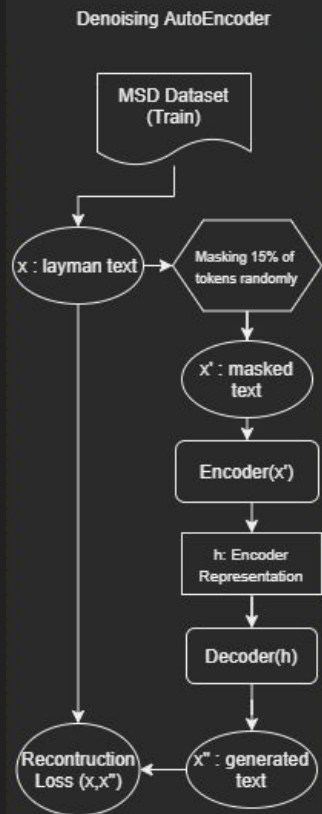 Denoising AutoEncoder
MSD Dataset
(Train)
x : layman text
Masking 15% of
tokens randomly
x' : masked
text
Encoder(x')
h: Encoder
Representation
Decoder(h)
x'' : generated
text
Recontruction
Loss (x,x'')